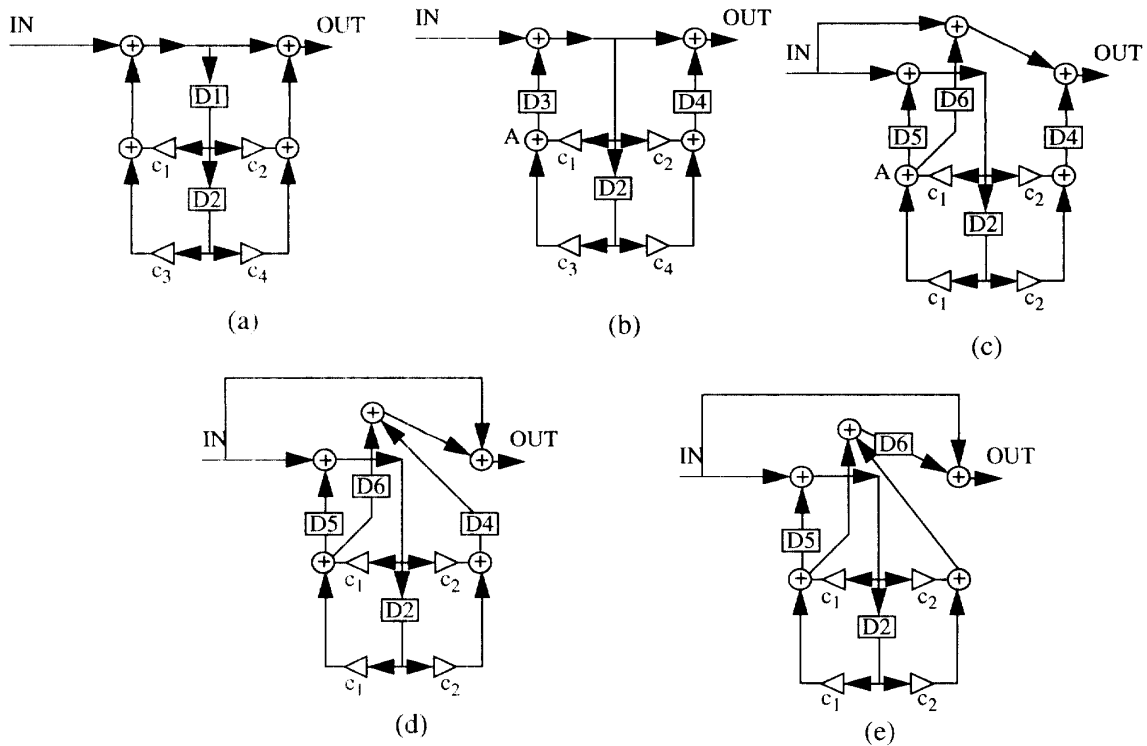 IN
OUT
D1
c1
c2
D2
c3
c4
(a)
IN
OUT
D3
D4
A
c1
c2
D2
c3
c4
(b)
IN
OUT
D6
D5
D4
A
c1
c2
D2
c1
c2
(c)
IN
OUT
D6
D5
D4
c1
c2
D2
c1
c2
(d)
IN
D6
OUT
D5
c1
c2
D2
c1
c2
(e)